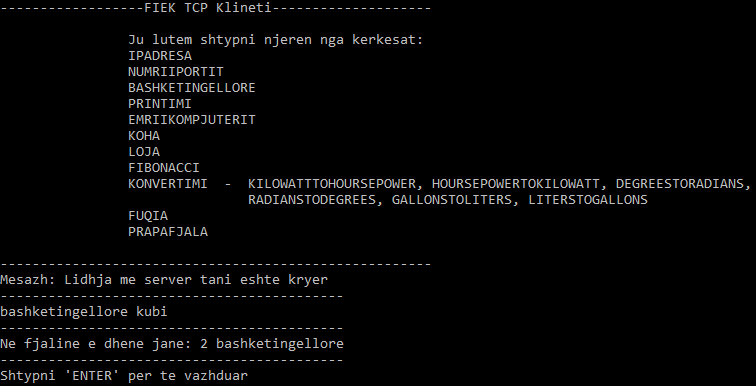 ------------------FIEK TCP Klineti--------------------
Ju lutem shtypni njeren nga kerkesat:
IPADRESA
NUMRIIPORTIT
BASHKETINGELLORE
PRINTIMI
EMRIIKOMPJUTERIT
KOHA
LOJA
FIBONACCI
KONVERTIMI  -  KILOWATTTOHOURSEPOWER, HOURSEPOWERTOKILOWATT, DEGREESTORADIANS,
RADIANSTODEGREES, GALLONSTOLITERS, LITERSTOGALLONS
FUQIA
PRAPAFJALA
------------------------------------------------------
Mesazh: Lidhja me server tani eshte kryer
-------------------------------------------
bashketingellore kubi
-------------------------------------------
Ne fjaline e dhene jane: 2 bashketingellore
-------------------------------------------
Shtypni 'ENTER' per te vazhduar